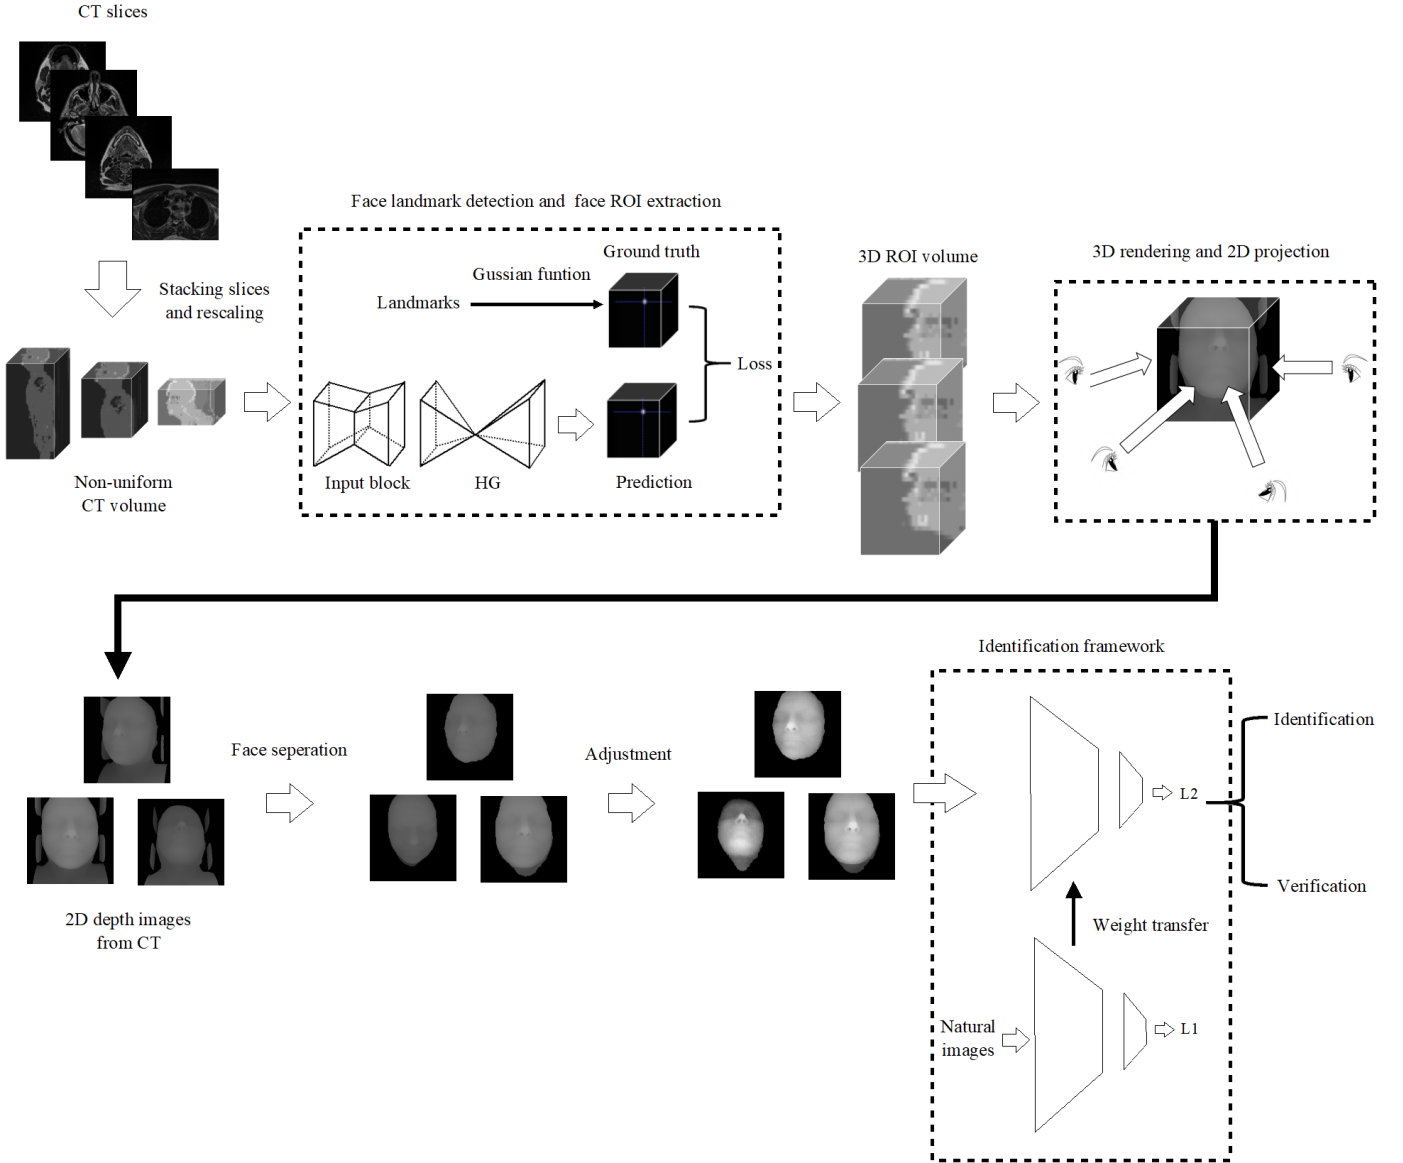 CT slices
Stacking slices
and rescaling
Non-uniform
CT volume
Face landmark detection and face ROI extraction
Ground truth
Gussian funtion
Landmarks
Loss
Input block
HG
Prediction
3D ROI volume
3D rendering and 2D projection
2D depth images
from CT
Face seperation
Adjustment
Identification framework
L2
Identification
Verification
Weight transfer
Natural
images
L1